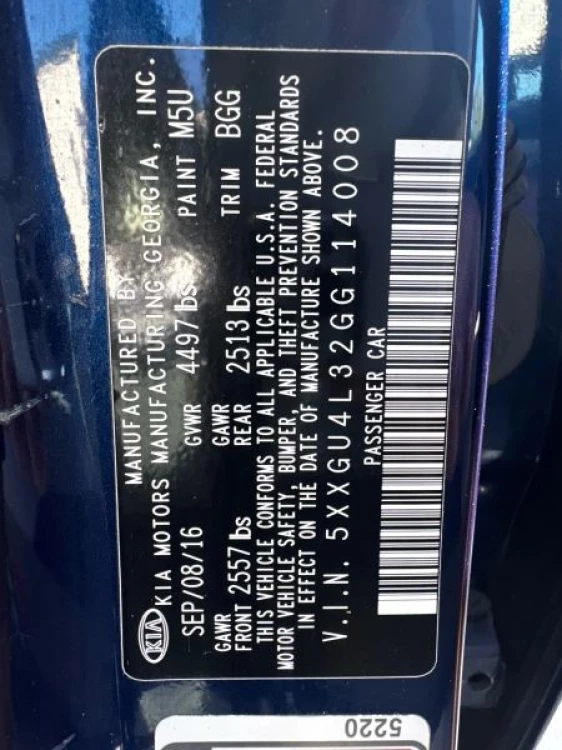 MANUFACTURED BY
KIA KIA MOTORS MANUFACTURING GEORGIA, INC.
SEP/08/16 GVWR 4497 lbs PAINT M5U
GAWR FRONT 2557 lbs GAWR REAR 2513 lbs TRIM BGG
THIS VEHICLE CONFORMS TO ALL APPLICABLE U.S.A. FEDERAL
MOTOR VEHICLE SAFETY, BUMPER, AND THEFT PREVENTION STANDARDS
IN EFFECT ON THE DATE OF MANUFACTURE SHOWN ABOVE.
V.I.N. 5XXGU4L32GG114008
PASSENGER CAR
5220